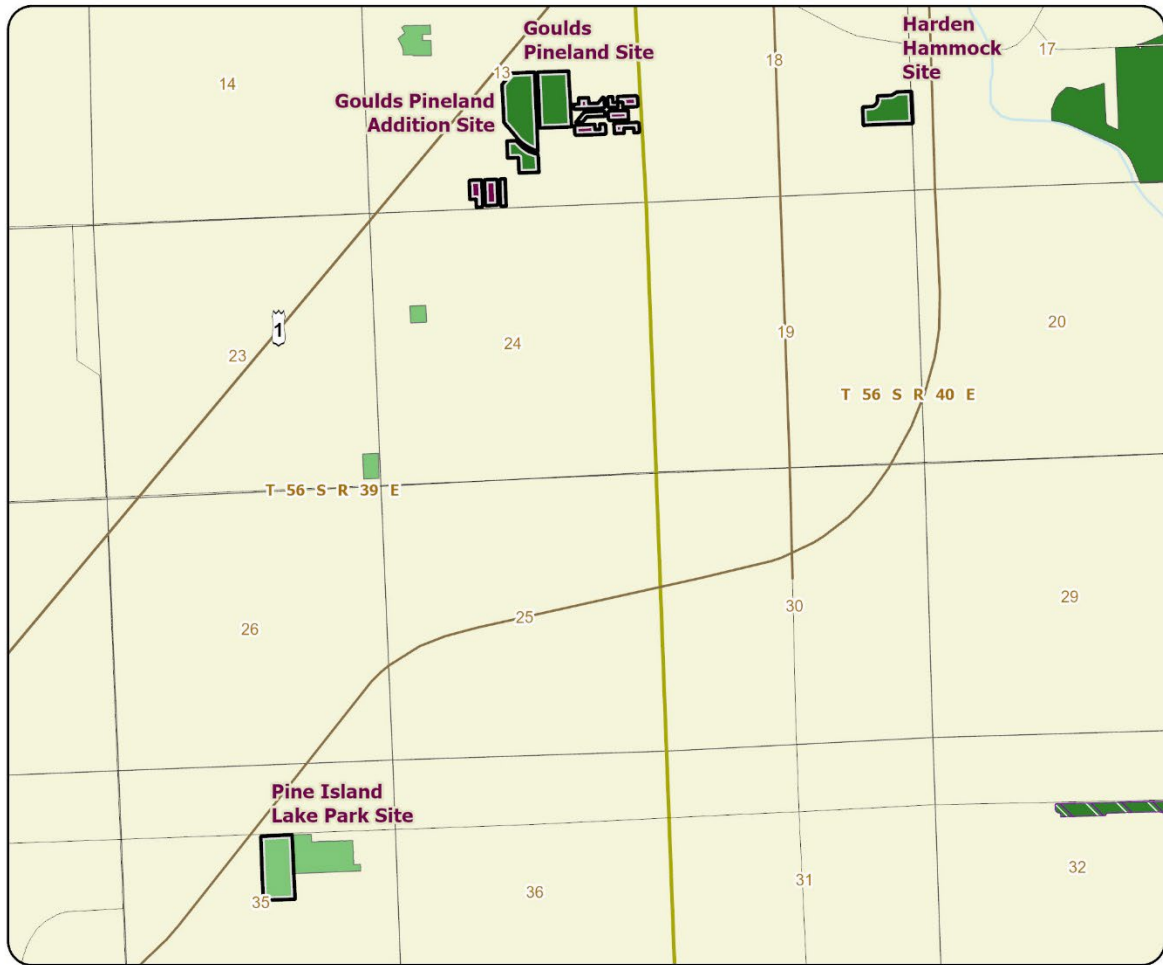 Goulds
Pineland Site
Harden
Hammock
Site
17
18
13
14
Goulds Pineland
Addition Site
1
23
24
19
20
T 56 S R 40 E
T 56 S R 39 E
26
25
30
29
Pine Island
Lake Park Site
35
36
31
32